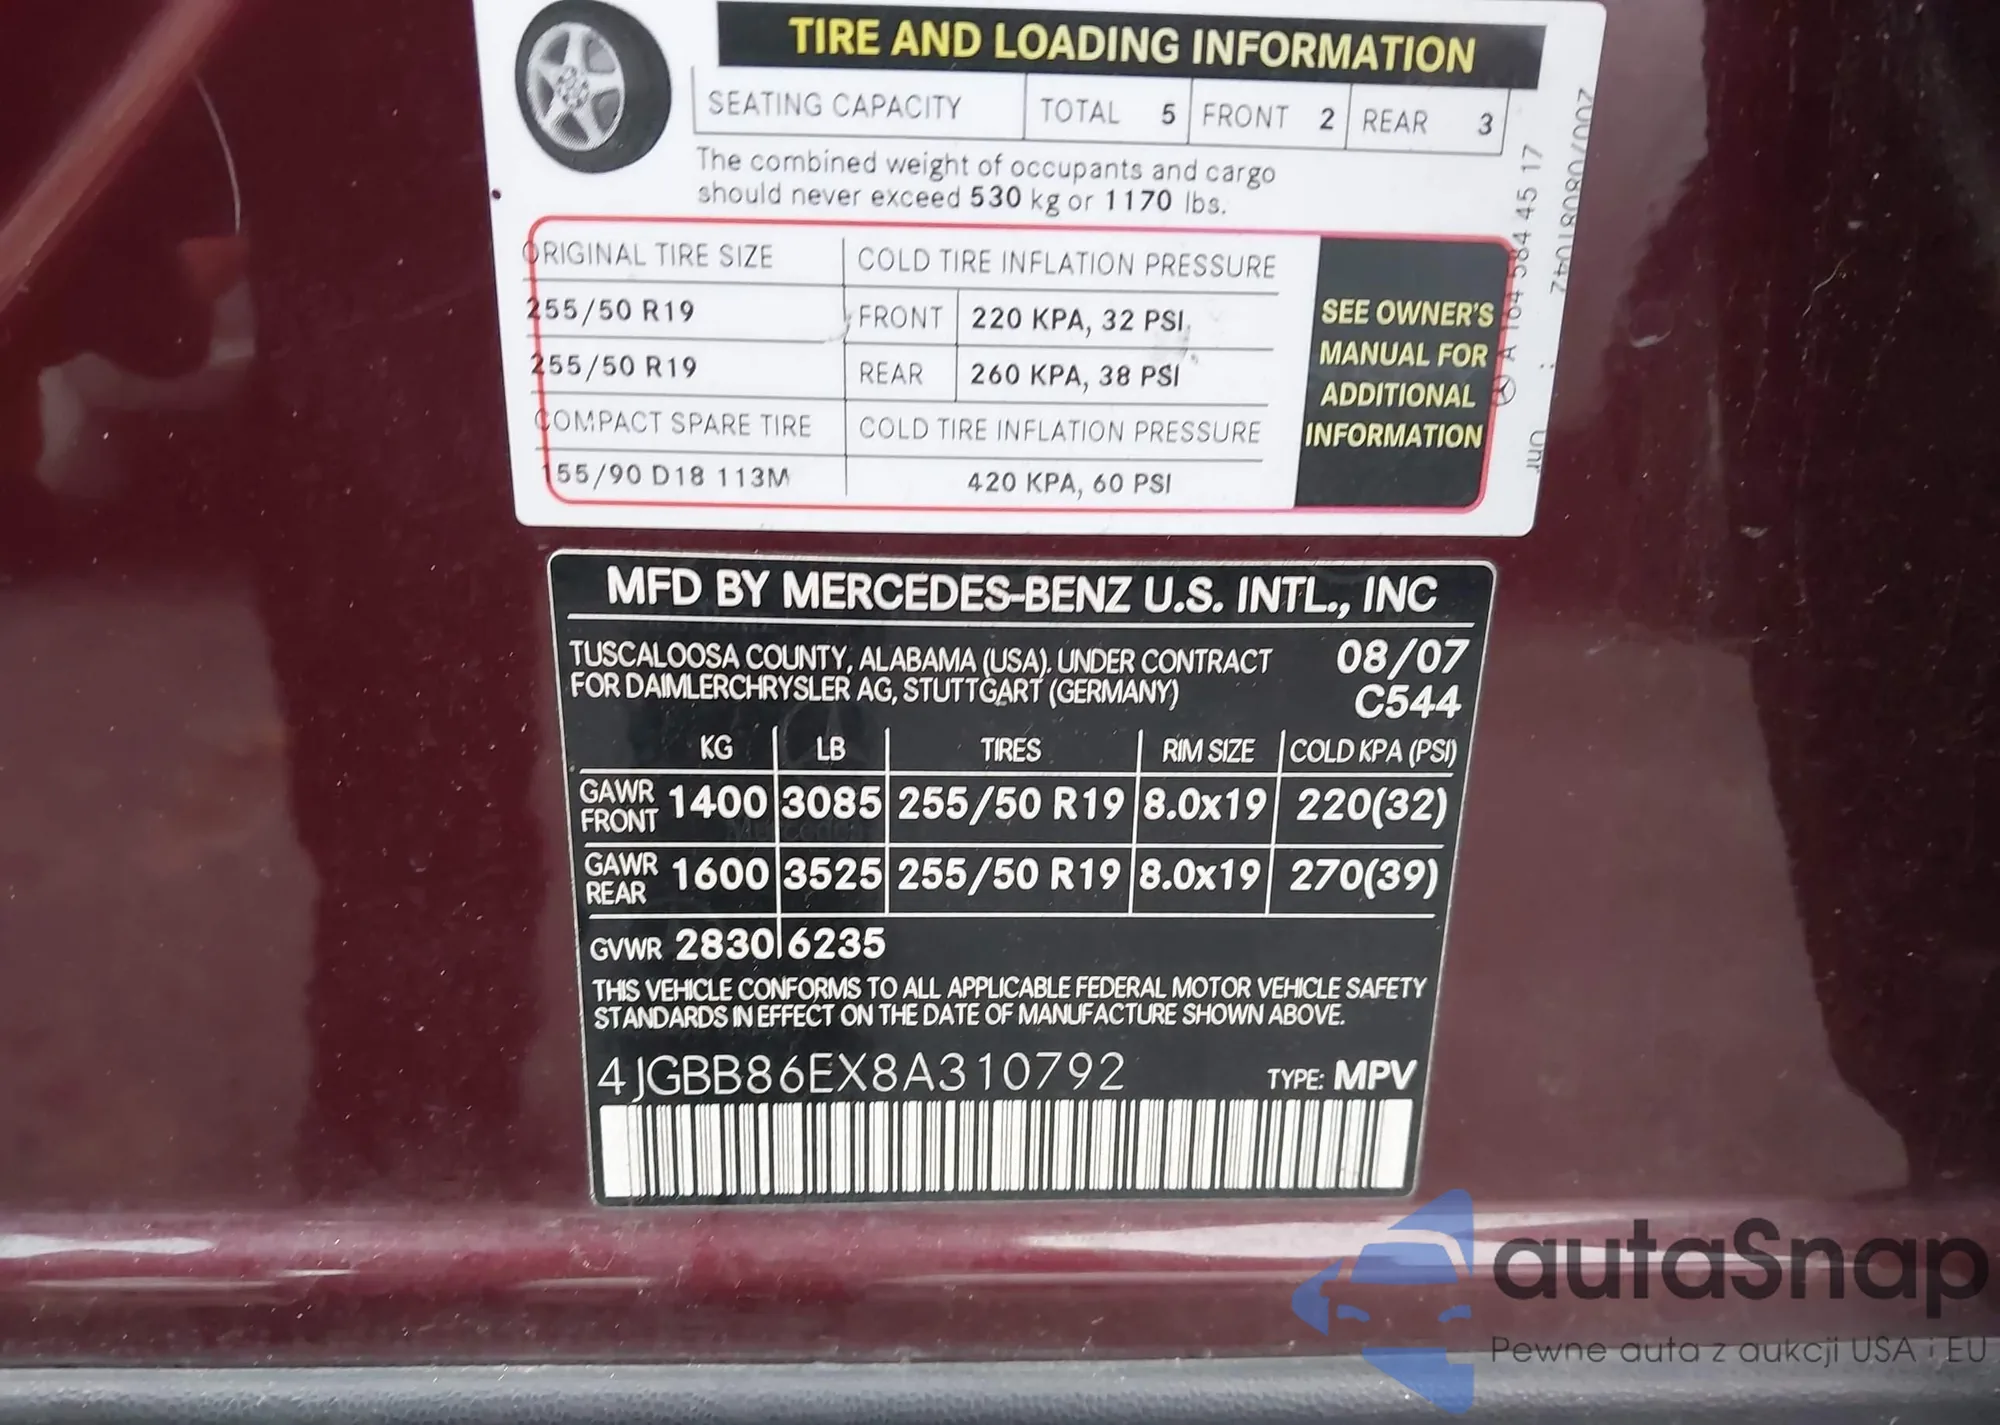 TIRE AND LOADING INFORMATION
SEATING CAPACITY TOTAL 5 FRONT 2 REAR 3
The combined weight of occupants and cargo
should never exceed 530 kg or 1170 lbs.
ORIGINAL TIRE SIZE COLD TIRE INFLATION PRESSURE
255/50 R19 FRONT 220 KPA, 32 PSI
255/50 R19 REAR 260 KPA, 38 PSI
COMPACT SPARE TIRE COLD TIRE INFLATION PRESSURE
155/90 D18 113M 420 KPA, 60 PSI
SEE OWNER'S
MANUAL FOR
ADDITIONAL
INFORMATION
A 164 584 45 17
2007/0808/0442
MFD BY MERCEDES-BENZ U.S. INTL., INC
TUSCALOOSA COUNTY, ALABAMA (USA), UNDER CONTRACT 08/07
FOR DAIMLERCHRYSLER AG, STUTTGART (GERMANY) C544
KG LB TIRES RIM SIZE COLD KPA (PSI)
GAWR FRONT 1400 3085 255/50 R19 8.0x19 220(32)
GAWR REAR 1600 3525 255/50 R19 8.0x19 270(39)
GVWR 2830 6235
THIS VEHICLE CONFORMS TO ALL APPLICABLE FEDERAL MOTOR VEHICLE SAFETY
STANDARDS IN EFFECT ON THE DATE OF MANUFACTURE SHOWN ABOVE.
4JGBB86EX8A310792 TYPE: MPV
autaSnap
Pewne auta z aukcji USA i EU